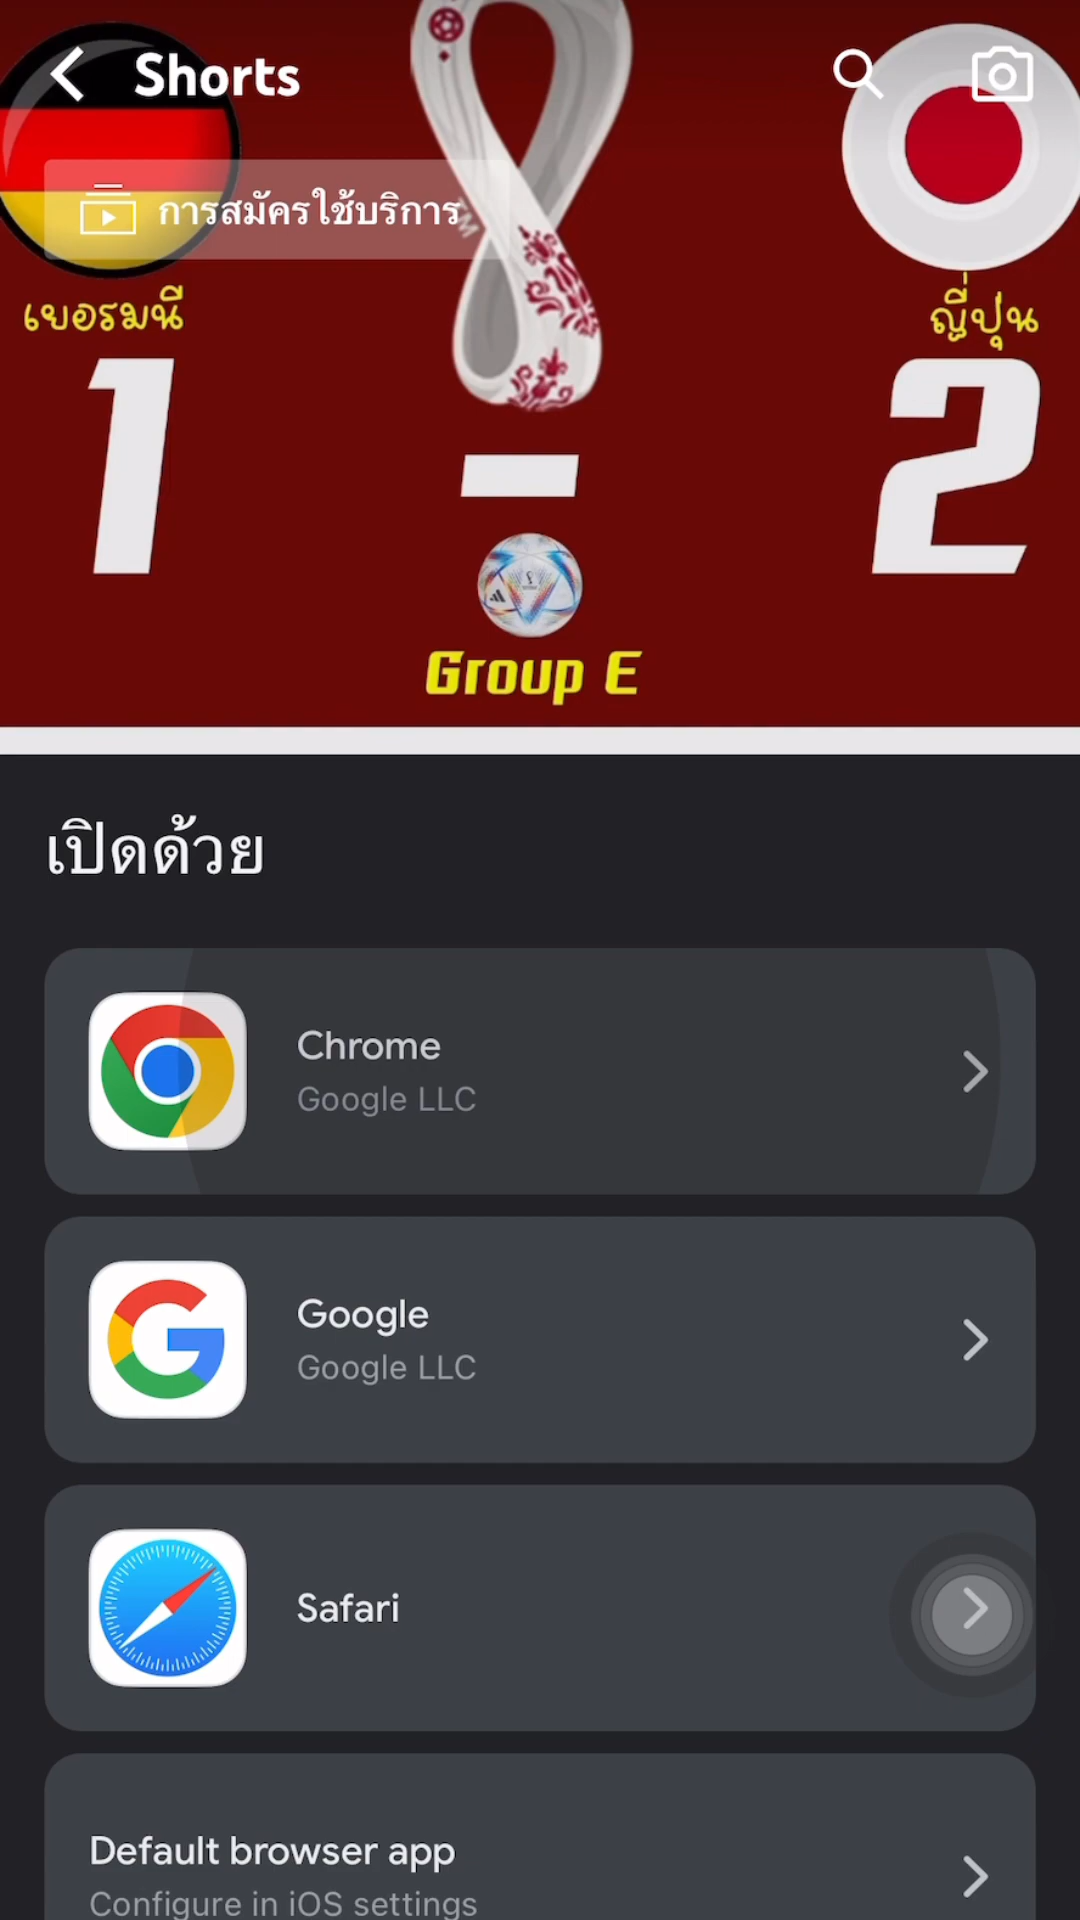 Shorts
การสมัครใช้บริการ
TM
เยอรมนี
ญี่ปุ่น
1 - 2
Group E
เปิดด้วย
Chrome
Google LLC
Google
Google LLC
Safari
Default browser app
Configure in iOS settings